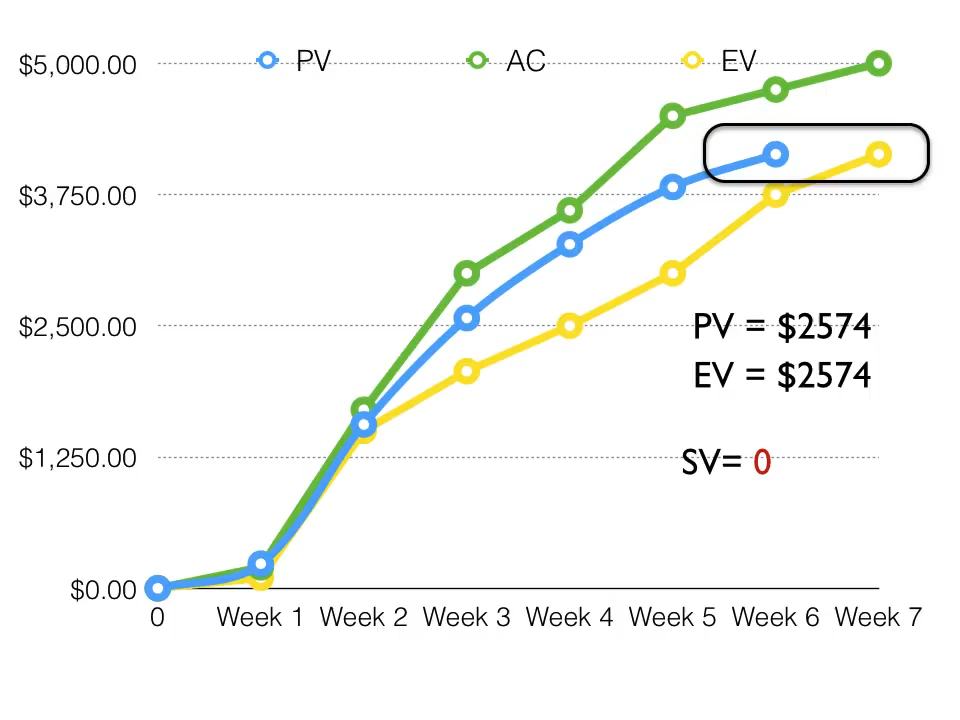 PV AC EV
$5,000.00
$3,750.00
$2,500.00
$1,250.00
$0.00
PV = $2574
EV = $2574
SV= 0
0 Week 1 Week 2 Week 3 Week 4 Week 5 Week 6 Week 7